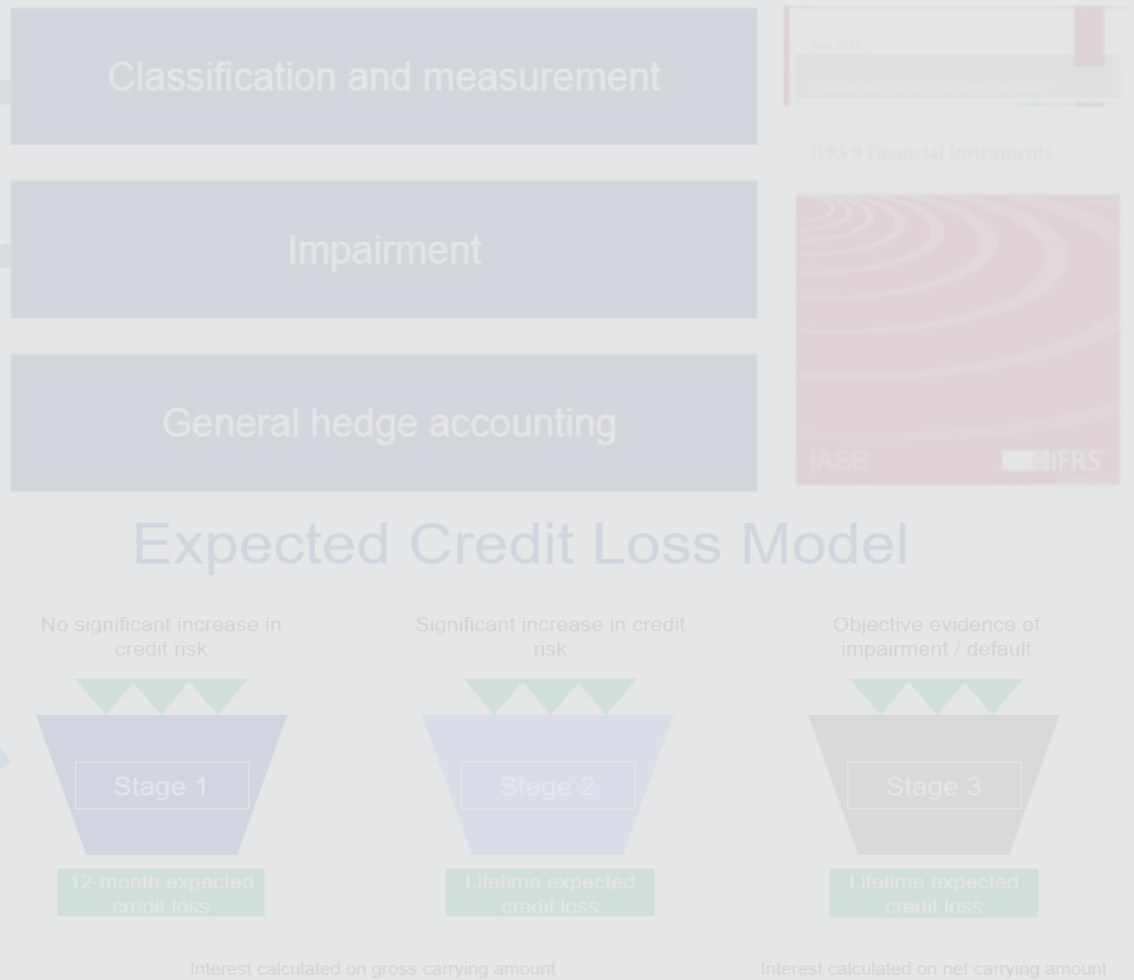 Classification and measurement
July 2014
IFRS 9 Financial Instruments
Impairment
General hedge accounting
IASB
IFRS
Expected Credit Loss Model
No significant increase in
credit risk
Significant increase in credit
risk
Objective evidence of
impairment / default
Stage 1
Stage 2
Stage 3
12-month expected
credit loss
Lifetime expected
credit loss
Lifetime expected
credit loss
Interest calculated on gross carrying amount
Interest calculated on net carrying amount